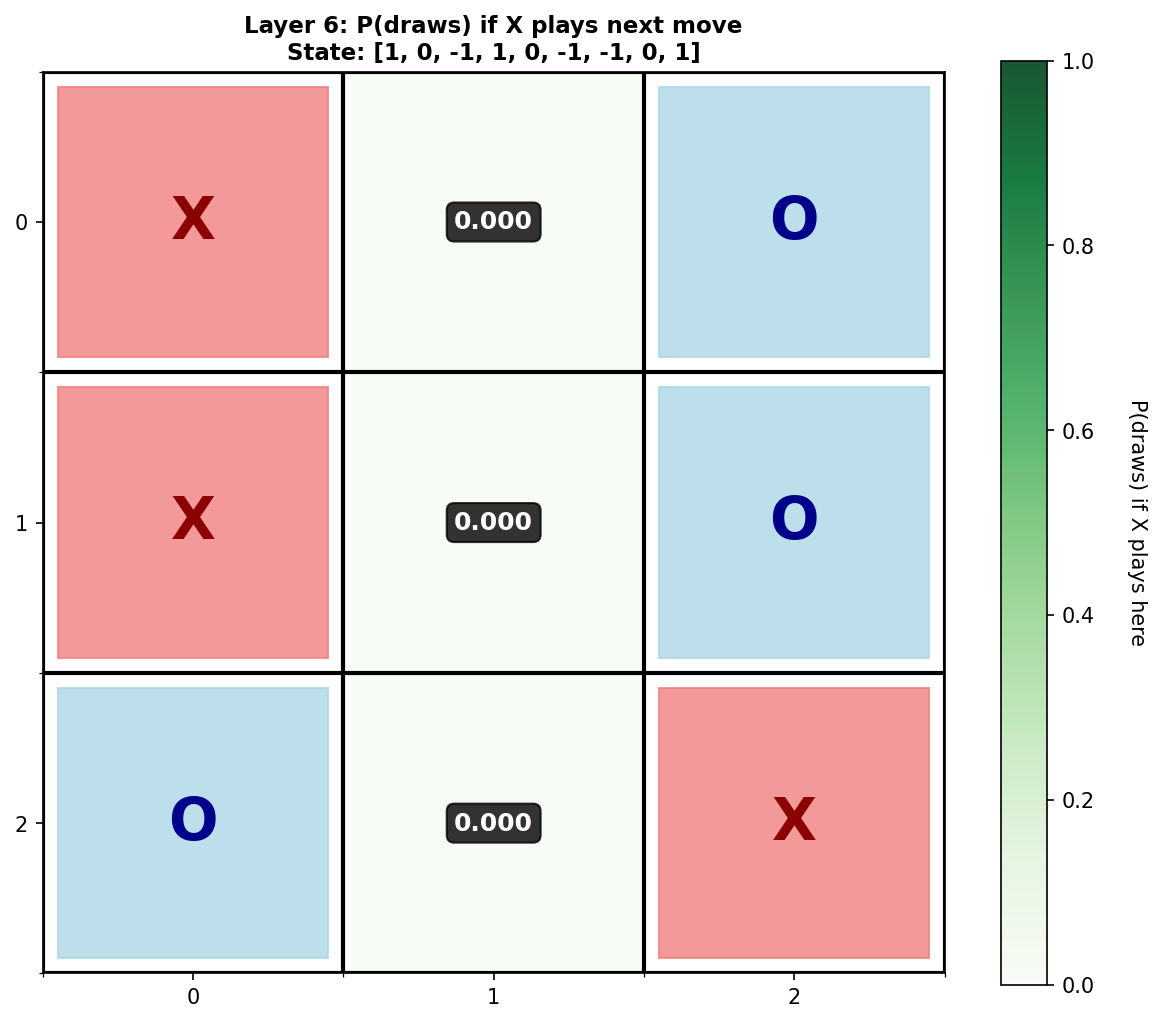 Layer 6: P(draws) if X plays next move
State: [1, 0, -1, 1, 0, -1, -1, 0, 1]
0
X
0.000
O
1
X
0.000
O
2
O
0.000
X
0
1
2
1.0
0.8
0.6
0.4
0.2
0.0
P(draws) if X plays here